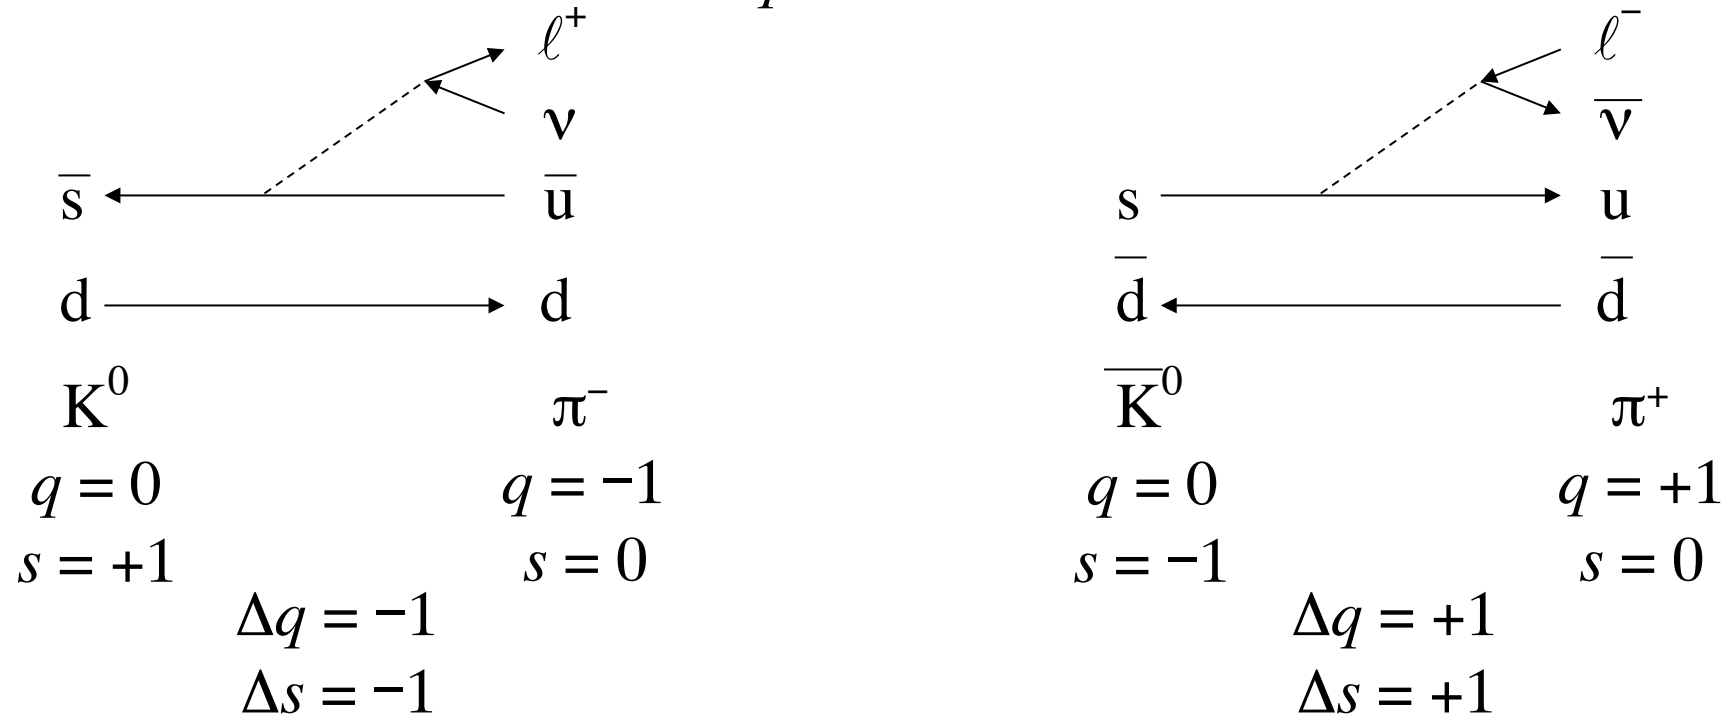 ℓ⁺
ν
s̅ u̅
d d
K⁰ π⁻
q = 0 q = −1
s = +1 s = 0
Δq = −1
Δs = −1
ℓ⁻
ν̅
s u
d̅ d̅
K̅⁰ π⁺
q = 0 q = +1
s = −1 s = 0
Δq = +1
Δs = +1